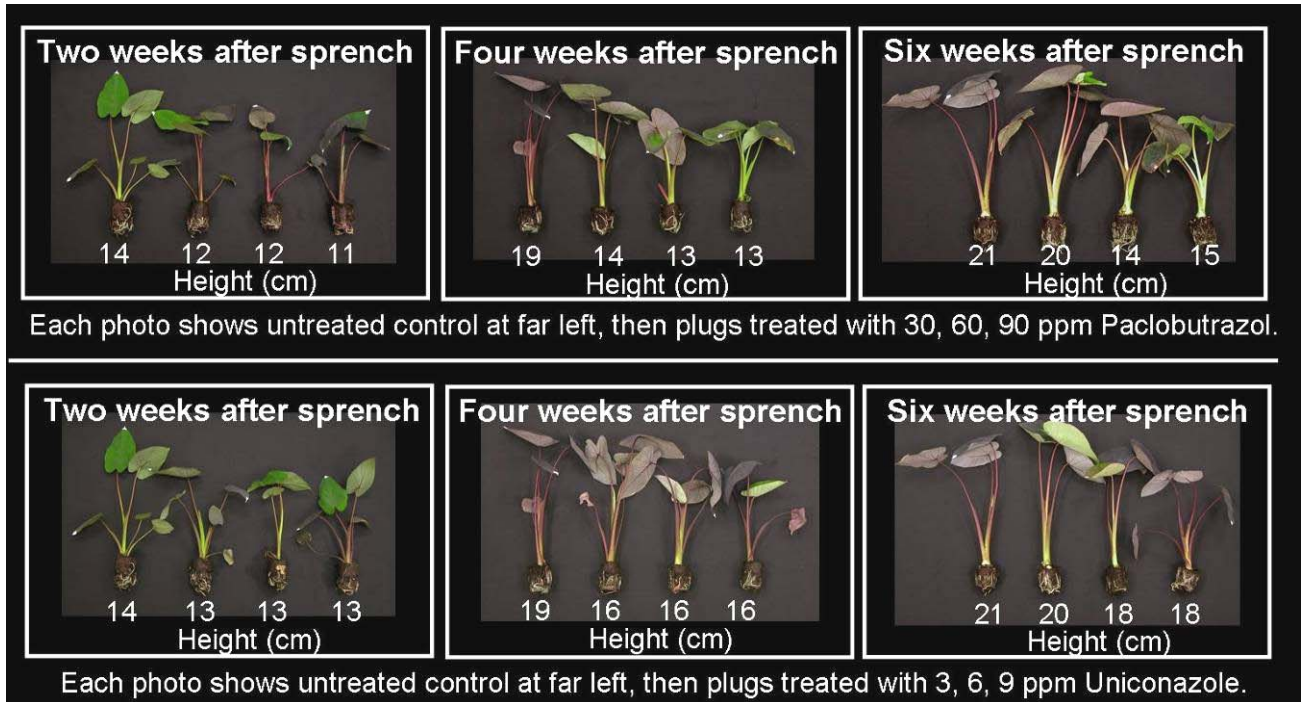 Two weeks after sprench
14 12 12 11
Height (cm)
Four weeks after sprench
19 14 13 13
Height (cm)
Six weeks after sprench
21 20 14 15
Height (cm)
Each photo shows untreated control at far left, then plugs treated with 30, 60, 90 ppm Paclobutrazol.
Two weeks after sprench
14 13 13 13
Height (cm)
Four weeks after sprench
19 16 16 16
Height (cm)
Six weeks after sprench
21 20 18 18
Height (cm)
Each photo shows untreated control at far left, then plugs treated with 3, 6, 9 ppm Uniconazole.